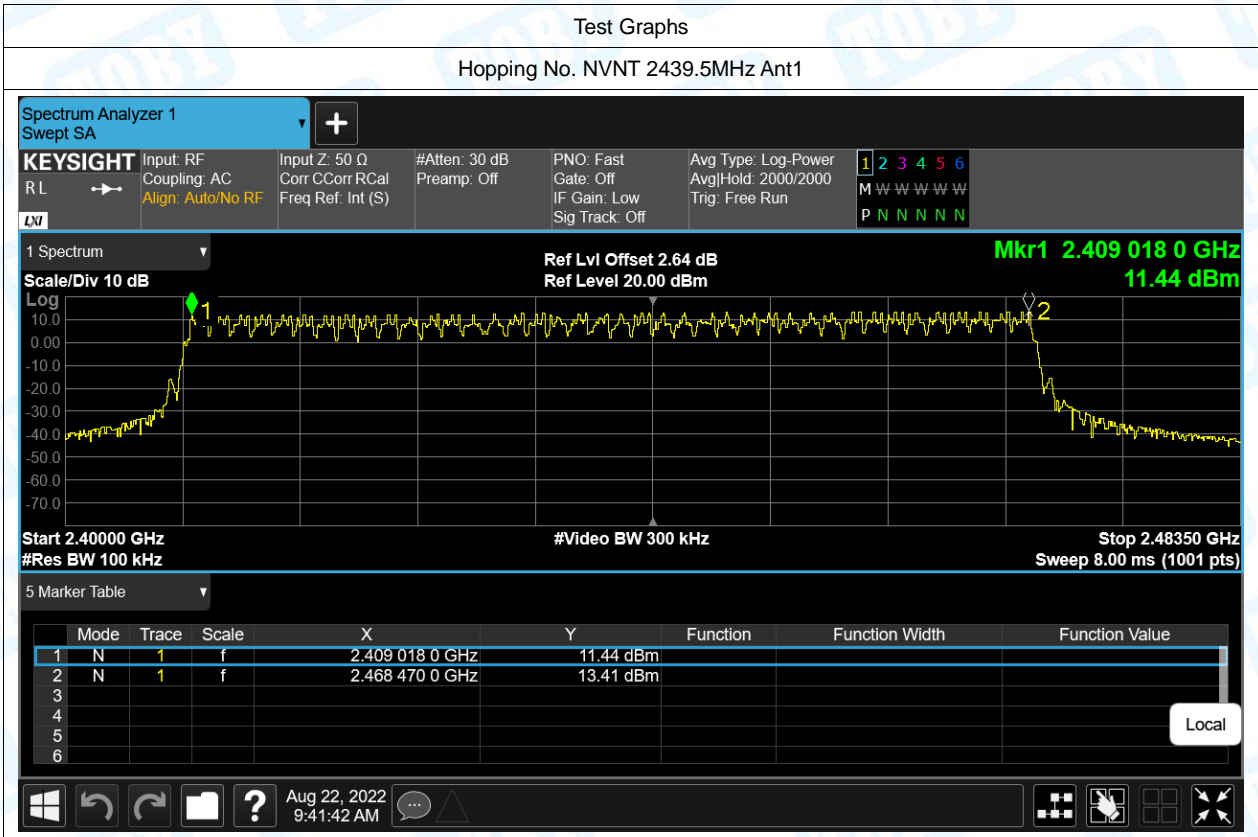 Test Graphs
Hopping No. NVNT 2439.5MHz Ant1
Spectrum Analyzer 1
Swept SA
+
KEYSIGHT
RL
LXI
Input: RF
Coupling: AC
Align: Auto/No RF
Input Z: 50 Ω
Corr CCorr RCal
Freq Ref: Int (S)
#Atten: 30 dB
Preamp: Off
PNO: Fast
Gate: Off
IF Gain: Low
Sig Track: Off
Avg Type: Log-Power
Avg|Hold: 2000/2000
Trig: Free Run
1 2 3 4 5 6
M W W W W W
P N N N N N
1 Spectrum
Scale/Div 10 dB
Ref Lvl Offset 2.64 dB
Ref Level 20.00 dBm
Mkr1 2.409 018 0 GHz
11.44 dBm
Log
1
2
10.0
0.00
-10.0
-20.0
-30.0
-40.0
-50.0
-60.0
-70.0
Start 2.40000 GHz
#Res BW 100 kHz
#Video BW 300 kHz
Stop 2.48350 GHz
Sweep 8.00 ms (1001 pts)
5 Marker Table
Mode Trace Scale X Y Function Function Width Function Value
1 N 1 f 2.409 018 0 GHz 11.44 dBm
2 N 1 f 2.468 470 0 GHz 13.41 dBm
3
4
5
6
Local
?
Aug 22, 2022
9:41:42 AM
TOBY